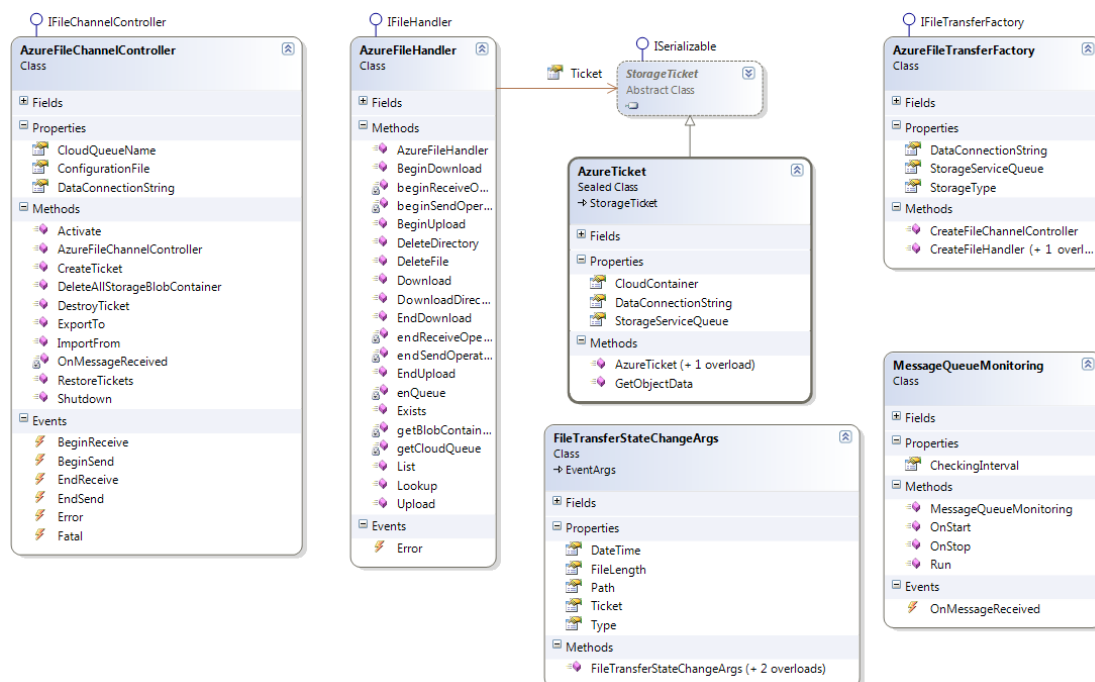 IFileChannelController
AzureFileChannelController
Class
Fields
Properties
CloudQueueName
ConfigurationFile
DataConnectionString
Methods
Activate
AzureFileChannelController
CreateTicket
DeleteAllStorageBlobContainer
DestroyTicket
ExportTo
ImportFrom
OnMessageReceived
RestoreTickets
Shutdown
Events
BeginReceive
BeginSend
EndReceive
EndSend
Error
Fatal
IFileHandler
AzureFileHandler
Class
Fields
Methods
AzureFileHandler
BeginDownload
beginReceiveO...
beginSendOper...
BeginUpload
DeleteDirectory
DeleteFile
Download
DownloadDirec...
EndDownload
endReceiveOpe...
endSendOperat...
EndUpload
enQueue
Exists
getBlobContain...
getCloudQueue
List
Lookup
Upload
Events
Error
Ticket
ISerializable
StorageTicket
Abstract Class
AzureTicket
Sealed Class
StorageTicket
Fields
Properties
CloudContainer
DataConnectionString
StorageServiceQueue
Methods
AzureTicket (+ 1 overload)
GetObjectData
FileTransferStateChangeArgs
Class
EventArgs
Fields
Properties
DateTime
FileLength
Path
Ticket
Type
Methods
FileTransferStateChangeArgs (+ 2 overloads)
IFileTransferFactory
AzureFileTransferFactory
Class
Fields
Properties
DataConnectionString
StorageServiceQueue
StorageType
Methods
CreateFileChannelController
CreateFileHandler (+ 1 overl...
MessageQueueMonitoring
Class
Fields
Properties
CheckingInterval
Methods
MessageQueueMonitoring
OnStart
OnStop
Run
Events
OnMessageReceived